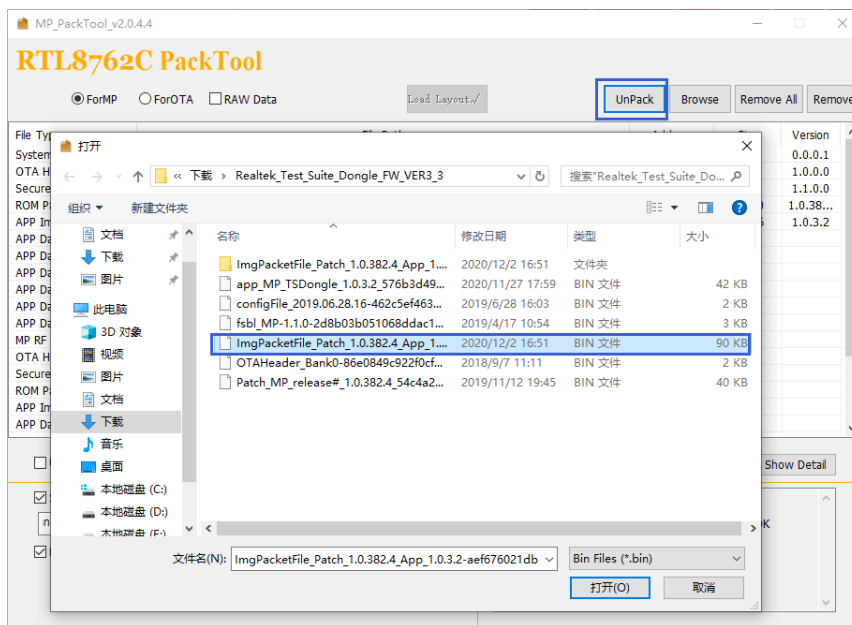 MP_PackTool_v2.0.4.4
RTL8762C PackTool
ForMP ForOTA RAW Data Load Layout√ UnPack Browse Remove All Remove
File Version
System 0.0.0.1
OTA H 1.0.0.0
Secure 1.1.0.0
ROM P 1.0.38...
APP Im 1.0.3.2
APP Da
APP Da
APP Da
APP Da
APP Da
APP Da
MP RF
OTA H
Secure
ROM P
APP Im
APP Da
Show Detail
OK
打开
« 下载 › Realtek_Test_Suite_Dongle_FW_VER3_3
搜索"Realtek_Test_Suite_Do...
组织 新建文件夹
文档
下载
图片
此电脑
3D 对象
视频
图片
文档
下载
音乐
桌面
本地磁盘 (C:)
本地磁盘 (D:)
本地磁盘 (E:)
名称 修改日期 类型 大小
ImgPacketFile_Patch_1.0.382.4_App_1.... 2020/12/2 16:51 文件夹
app_MP_TSDongle_1.0.3.2_576b3d49... 2020/11/27 17:59 BIN 文件 42 KB
configFile_2019.06.28.16-462c5ef463... 2019/6/28 16:03 BIN 文件 2 KB
fsbl_MP-1.1.0-2d8b03b051068ddac1... 2019/4/17 10:54 BIN 文件 3 KB
ImgPacketFile_Patch_1.0.382.4_App_1.... 2020/12/2 16:51 BIN 文件 90 KB
OTAHeader_Bank0-86e0849c922f0cf... 2018/9/7 11:11 BIN 文件 2 KB
Patch_MP_release#_1.0.382.4_54c4a2... 2019/11/12 19:45 BIN 文件 40 KB
文件名(N): ImgPacketFile_Patch_1.0.382.4_App_1.0.3.2-aef676021db Bin Files (*.bin)
打开(O) 取消